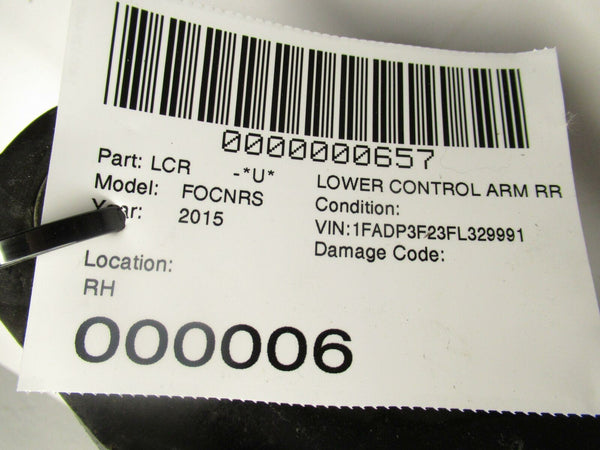 0000000657
Part: LCR -*U* LOWER CONTROL ARM RR
Model: FOCNRS Condition:
Year: 2015 VIN:1FADP3F23FL329991
Damage Code:
Location:
RH
000006